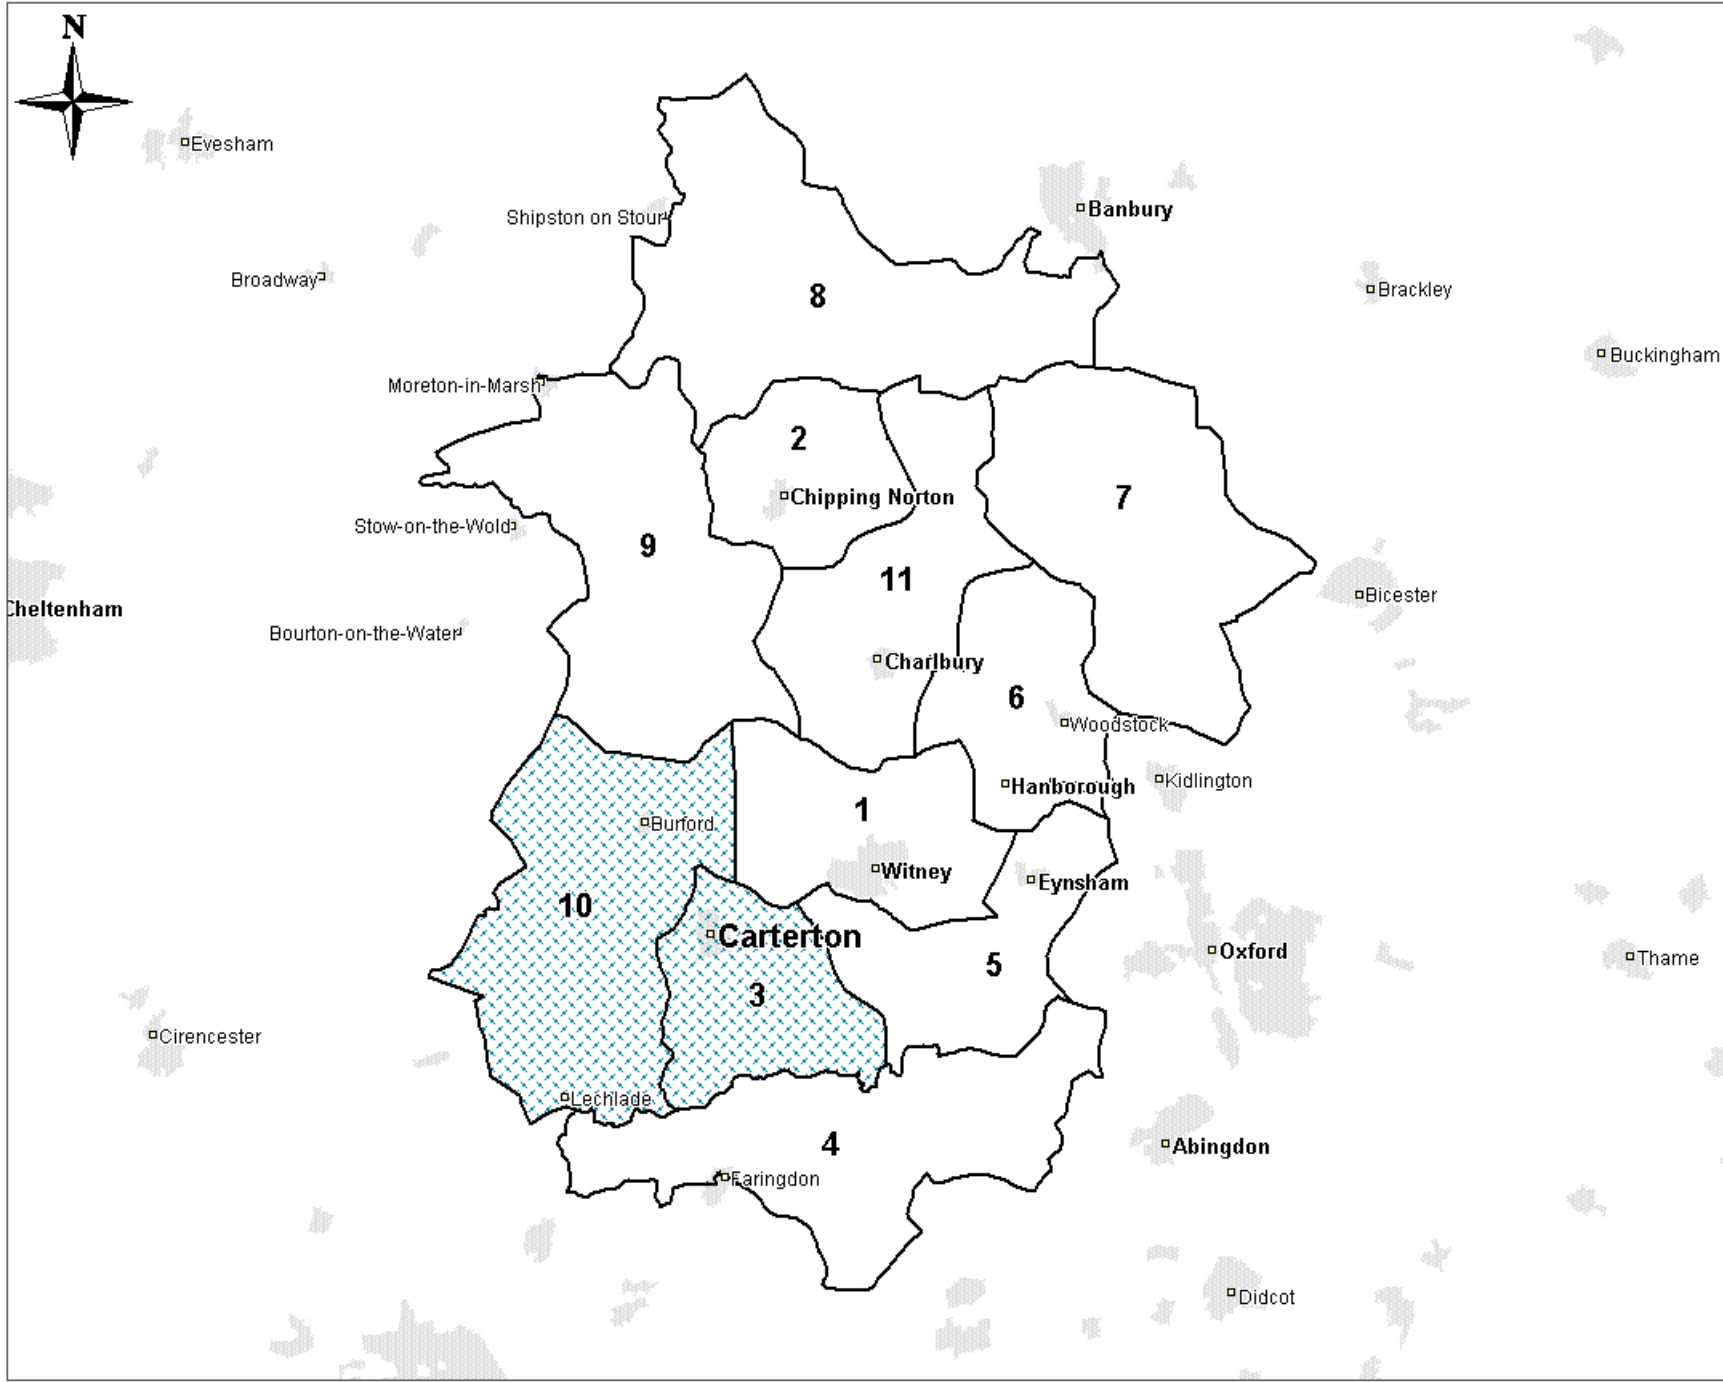 N
Evesham
Shipston on Stour
Banbury
Broadway
8
Brackley
Buckingham
Moreton-in-Marsh
2
Chipping Norton
7
Stow-on-the-Wold
9
11
Bicester
Cheltenham
Bourton-on-the-Water
Charlbury
6
Woodstock
Kidlington
Hanborough
1
Burford
Witney
Eynsham
10
Carterton
5
Oxford
Thame
3
Cirencester
Lechlade
4
Abingdon
Faringdon
Didcot